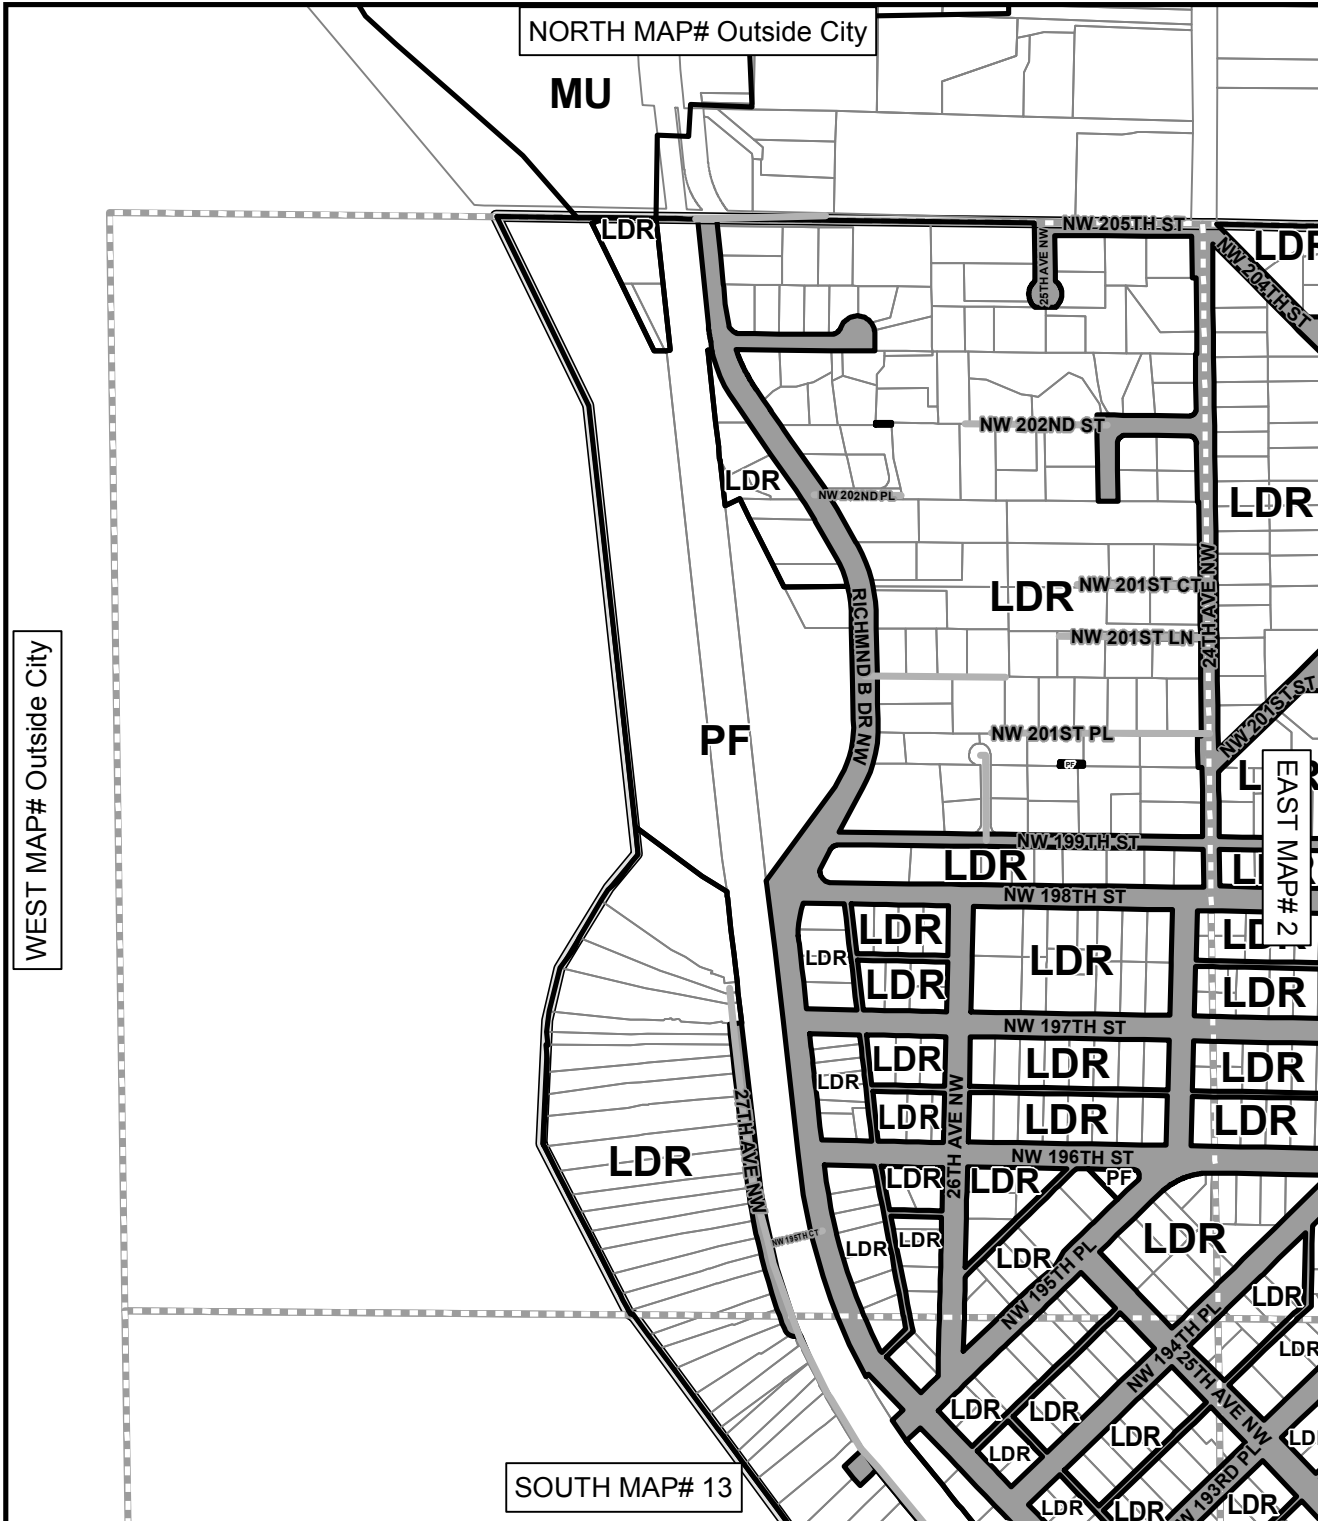 NORTH MAP# Outside City
MU
LDR
NW 205TH ST
25TH AVE NW
NW 204TH ST
NW 202ND ST
LDR
NW 202ND PL
LDR
LDR
NW 201ST CT
24TH AVE NW
NW 201ST LN
RICHMND B DR NW
WEST MAP# Outside City
NW 201ST ST
PF
NW 201ST PL
PF
EAST MAP# 2
NW 199TH ST
LDR
NW 198TH ST
LDR
LDR
LDR
LDR
LDR
NW 197TH ST
LDR
LDR
LDR
LDR
26TH AVE NW
27TH AVE NW
LDR
LDR
LDR
LDR
NW 196TH ST
LDR
LDR
LDR
PF
LDR
LDR
LDR
LDR
NW 195TH CT
NW 195TH PL
LDR
NW 194TH PL
LDR
25TH AVE NW
LDR
LDR
LDR
LDR
NW 193RD PL
SOUTH MAP# 13
LDR
LDR
LDR